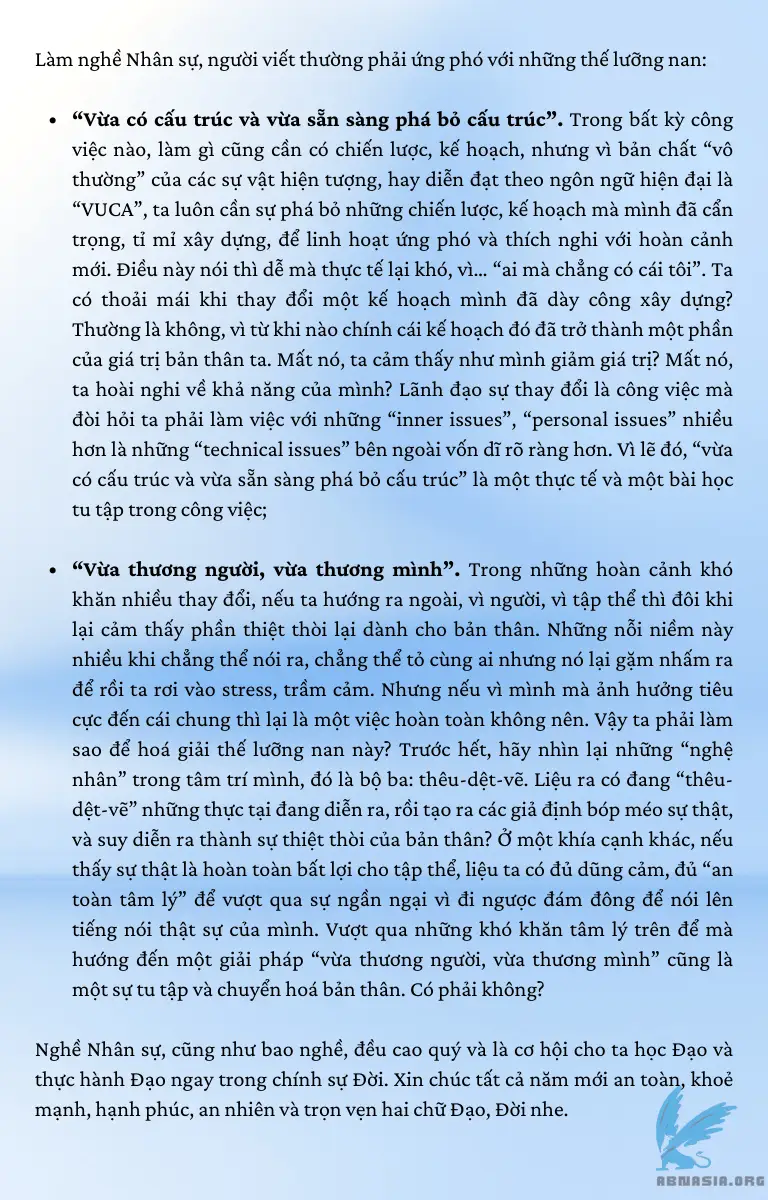 Làm nghề Nhân sự, người viết thường phải ứng phó với những thế lưỡng nan:
• “Vừa có cấu trúc và vừa sẵn sàng phá bỏ cấu trúc”. Trong bất kỳ công
việc nào, làm gì cũng cần có chiến lược, kế hoạch, nhưng vì bản chất “vô
thường” của các sự vật hiện tượng, hay diễn đạt theo ngôn ngữ hiện đại là
“VUCA”, ta luôn cần sự phá bỏ những chiến lược, kế hoạch mà mình đã cẩn
trọng, tỉ mỉ xây dựng, để linh hoạt ứng phó và thích nghi với hoàn cảnh
mới. Điều này nói thì dễ mà thực tế lại khó, vì... “ai mà chẳng có cái tôi”. Ta
có thoải mái khi thay đổi một kế hoạch mình đã dày công xây dựng?
Thường là không, vì từ khi nào chính cái kế hoạch đó đã trở thành một phần
của giá trị bản thân ta. Mất nó, ta cảm thấy như mình giảm giá trị? Mất nó,
ta hoài nghi về khả năng của mình? Lãnh đạo sự thay đổi là công việc mà
đòi hỏi ta phải làm việc với những “inner issues”, “personal issues” nhiều
hơn là những “technical issues” bên ngoài vốn dĩ rõ ràng hơn. Vì lẽ đó, “vừa
có cấu trúc và vừa sẵn sàng phá bỏ cấu trúc” là một thực tế và một bài học
tu tập trong công việc;
• “Vừa thương người, vừa thương mình”. Trong những hoàn cảnh khó
khăn nhiều thay đổi, nếu ta hướng ra ngoài, vì người, vì tập thể thì đôi khi
lại cảm thấy phần thiệt thòi lại dành cho bản thân. Những nỗi niềm này
nhiều khi chẳng thể nói ra, chẳng thể tỏ cùng ai nhưng nó lại gặm nhấm ra
để rồi ta rơi vào stress, trầm cảm. Nhưng nếu vì mình mà ảnh hưởng tiêu
cực đến cái chung thì lại là một việc hoàn toàn không nên. Vậy ta phải làm
sao để hoá giải thế lưỡng nan này? Trước hết, hãy nhìn lại những “nghệ
nhân” trong tâm trí mình, đó là bộ ba: thêu-dệt-vẽ. Liệu ra có đang “thêu-
dệt-vẽ” những thực tại đang diễn ra, rồi tạo ra các giả định bóp méo sự thật,
và suy diễn ra thành sự thiệt thòi của bản thân? Ở một khía cạnh khác, nếu
thấy sự thật là hoàn toàn bất lợi cho tập thể, liệu ta có đủ dũng cảm, đủ “an
toàn tâm lý” để vượt qua sự ngần ngại vì đi ngược đám đông để nói lên
tiếng nói thật sự của mình. Vượt qua những khó khăn tâm lý trên để mà
hướng đến một giải pháp “vừa thương người, vừa thương mình” cũng là
một sự tu tập và chuyển hoá bản thân. Có phải không?
Nghề Nhân sự, cũng như bao nghề, đều cao quý và là cơ hội cho ta học Đạo và
thực hành Đạo ngay trong chính sự Đời. Xin chúc tất cả năm mới an toàn, khoẻ
mạnh, hạnh phúc, an nhiên và trọn vẹn hai chữ Đạo, Đời nhe.
ABNASIA.ORG